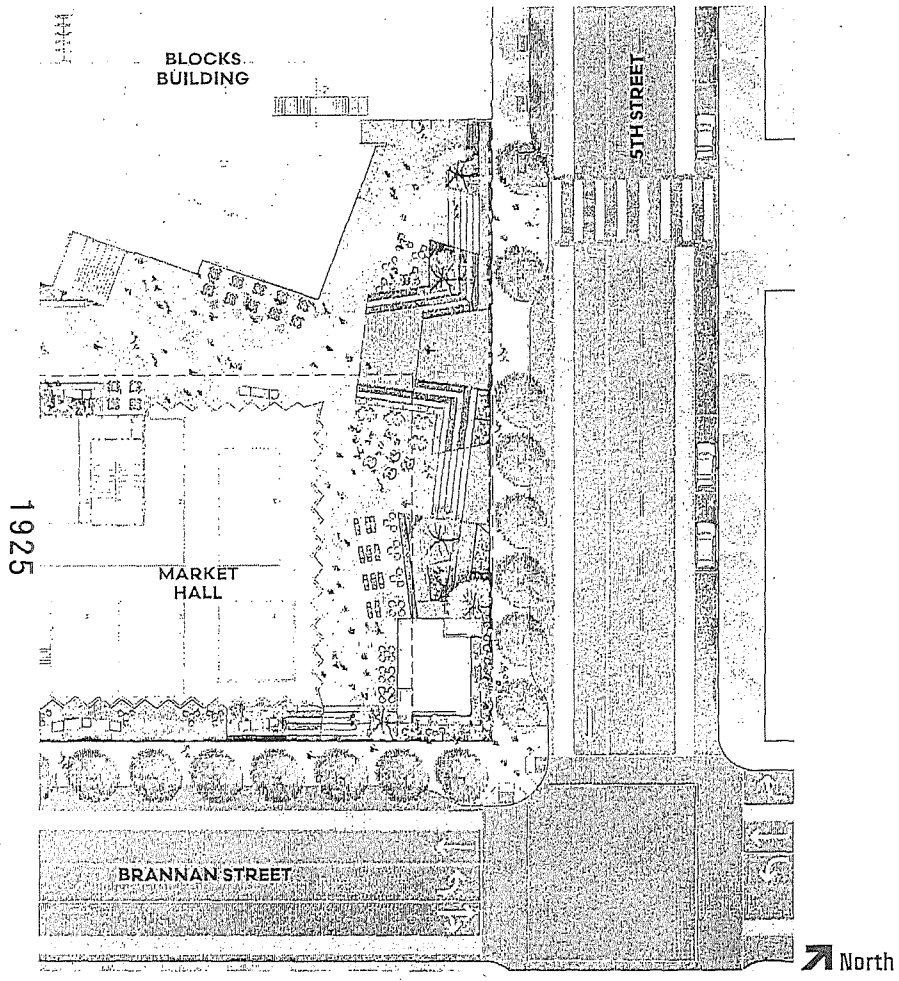 BLOCKS
BUILDING
5TH STREET
1925
MARKET
HALL
BRANNAN STREET
North